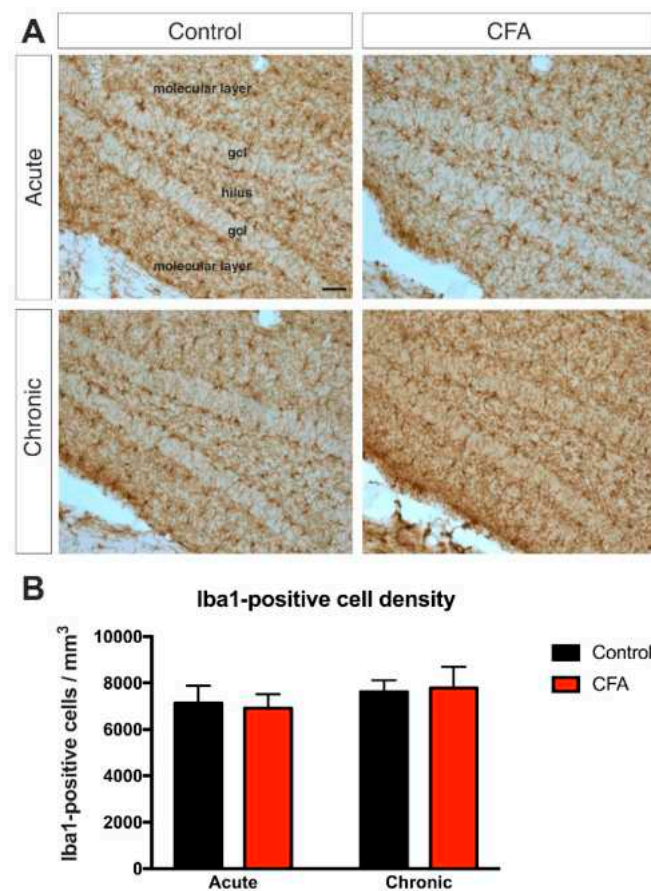 A
Control
CFA
Acute
molecular layer
gcl
hilus
gcl
molecular layer
Chronic
B
Iba1-positive cell density
Iba1-positive cells / mm³
10000
8000
6000
4000
2000
0
Acute
Chronic
Control
CFA